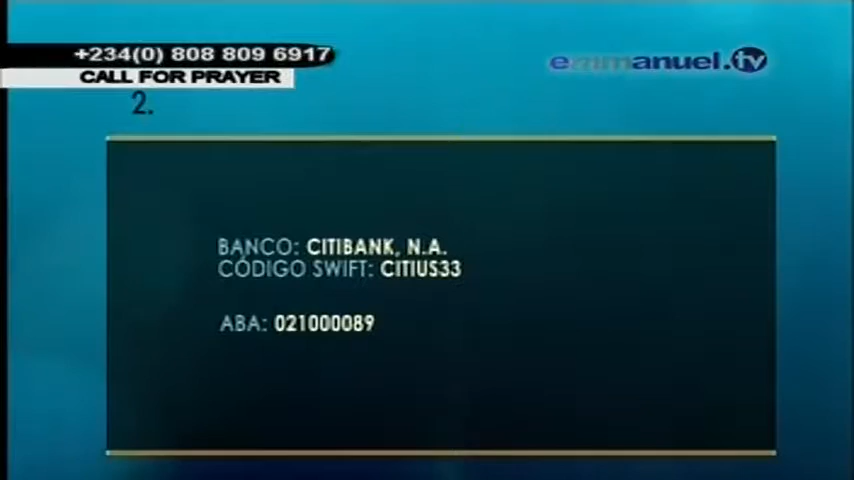 +234(0) 808 809 6917
CALL FOR PRAYER
emmanuel.tv
2.
BANCO: CITIBANK, N.A.
CÓDIGO SWIFT: CITIUS33
ABA: 021000089